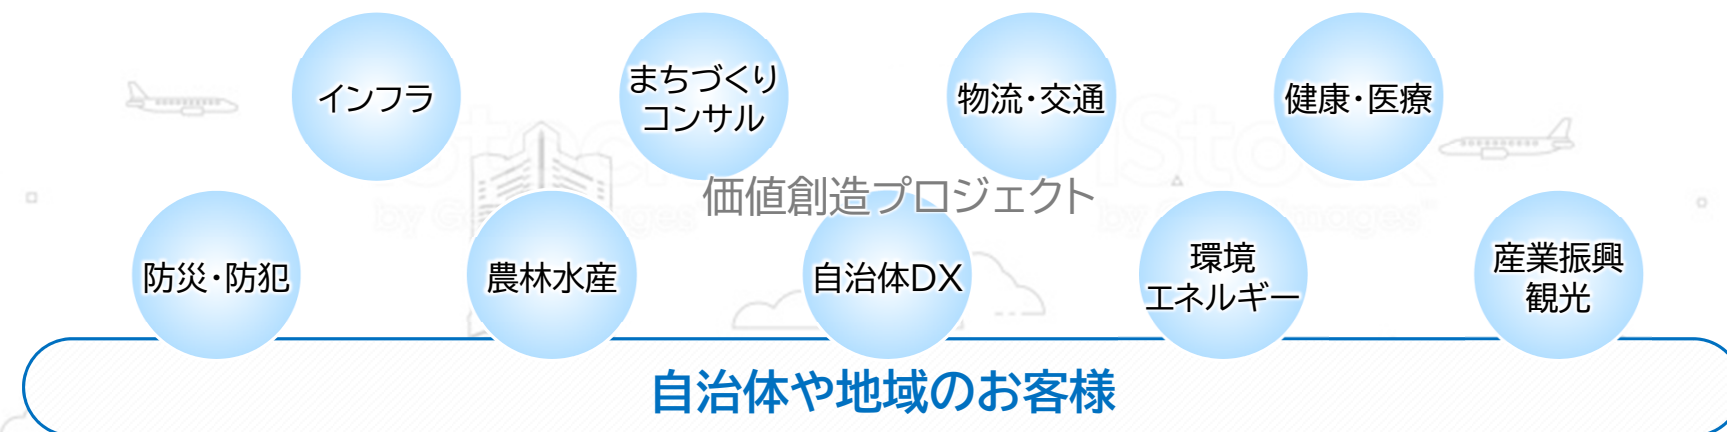 インフラ
まちづくり
コンサル
物流・交通
健康・医療
価値創造プロジェクト
防災・防犯
農林水産
自治体DX
環境
エネルギー
産業振興
観光
自治体や地域のお客様